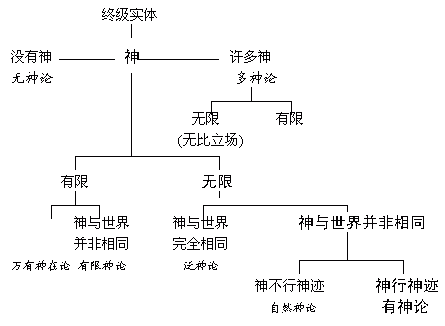 终级实体
没有神 神 许多神
无神论 多神论
无限 有限
(无比立场)
有限 无限
神与世界 神与世界 神与世界并非相同
并非相同 完全相同
万有神在论 有限神论 泛神论
神不行神迹 神行神迹
自然神论 有神论